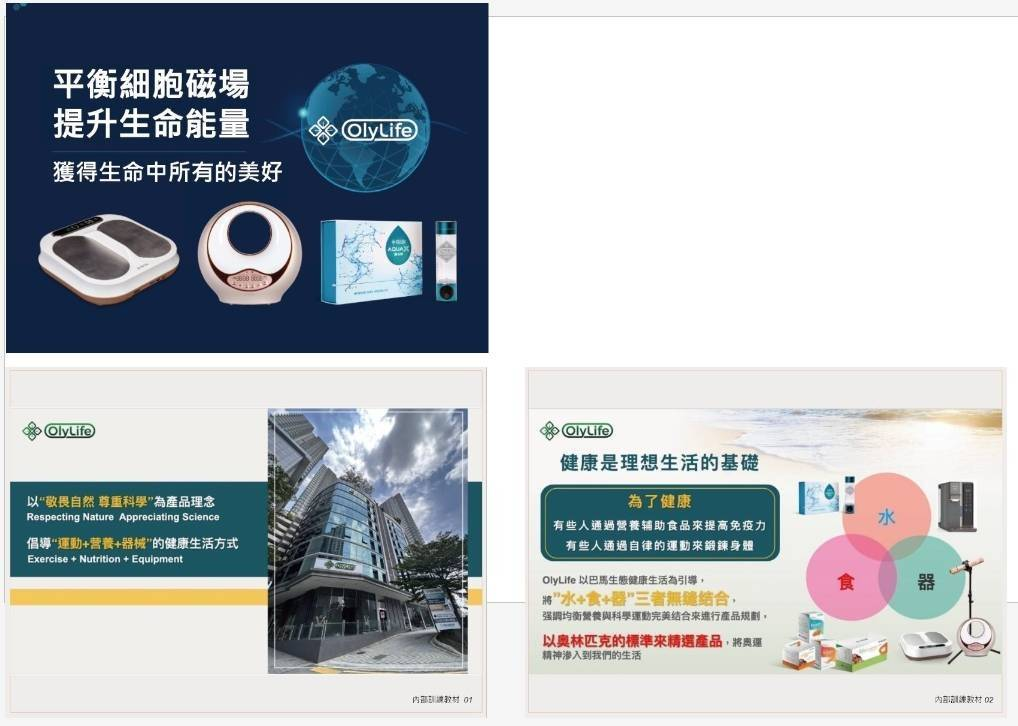 平衡細胞磁場
提升生命能量
獲得生命中所有的美好
OlyLife
AQUA
OlyLife
以“敬畏自然 尊重科學”為產品理念
Respecting Nature Appreciating Science
倡導“運動+營養+器械”的健康生活方式
Exercise + Nutrition + Equipment
內部訓練教材 01
OlyLife
健康是理想生活的基礎
為了健康
有些人通過營養辅助食品來提高免疫力
有些人通過自律的運動來鍛鍊身體
OlyLife 以巴馬生態健康生活為引導，
將”水+食+器”三者無縫结合，
强調均衡營養與科學運動完美結合來進行產品規劃，
以奥林匹克的標準來精選產品，將奧運
精神滲入到我們的生活
水
食
器
內部訓練教材 02